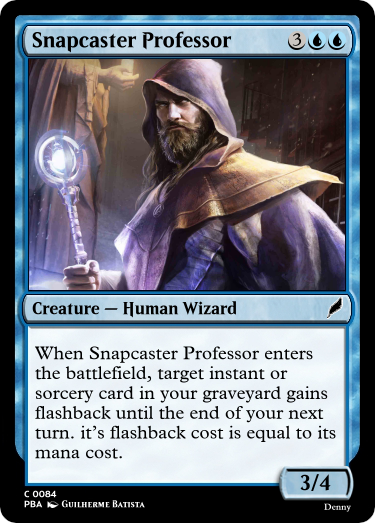 Snapcaster Professor 3
Creature — Human Wizard
When Snapcaster Professor enters
the battlefield, target instant or
sorcery card in your graveyard gains
flashback until the end of your next
turn. it's flashback cost is equal to its
mana cost.
3/4
C 0084
PBA Guilherme Batista
Denny